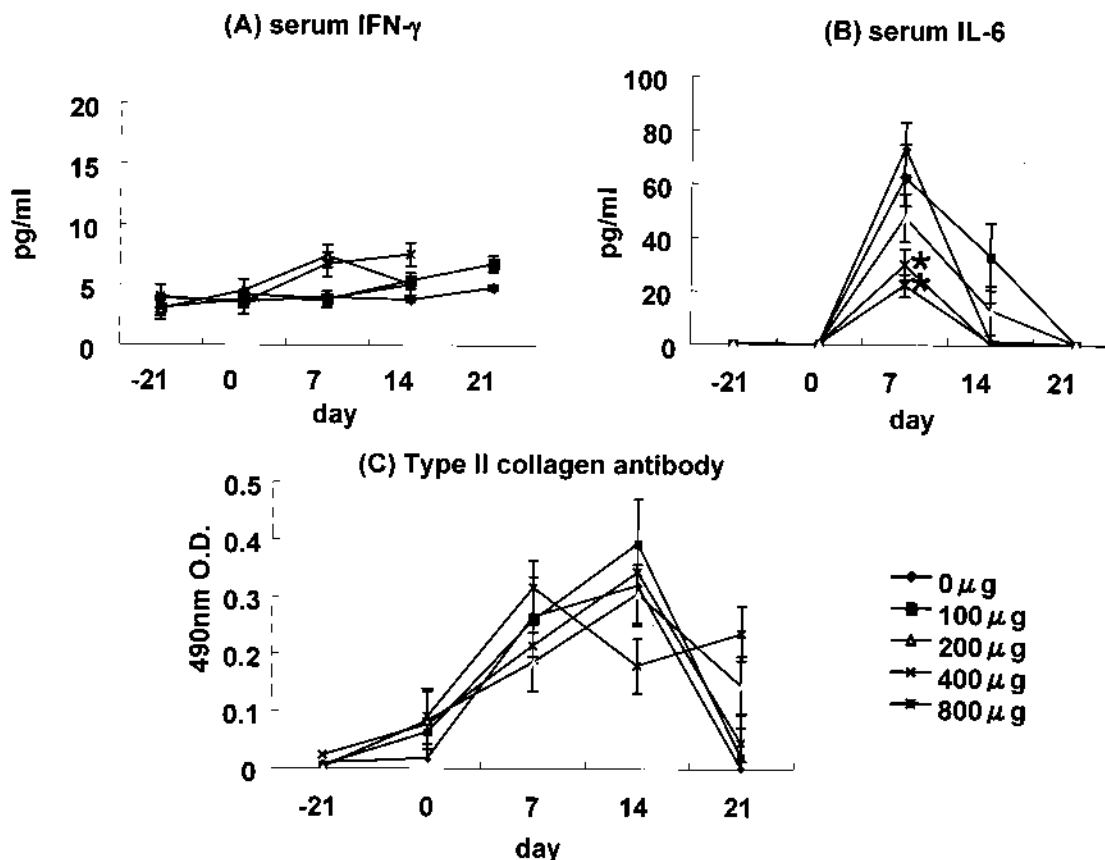 (A) serum IFN-γ
20
15
10
5
0
pg/ml
-21 0 7 14 21
day
(B) serum IL-6
100
80
60
40
20
0
pg/ml
-21 0 7 14 21
day
(C) Type II collagen antibody
0.5
0.4
0.3
0.2
0.1
0
490nm O.D.
-21 0 7 14 21
day
0 μg
100 μg
200 μg
400 μg
800 μg